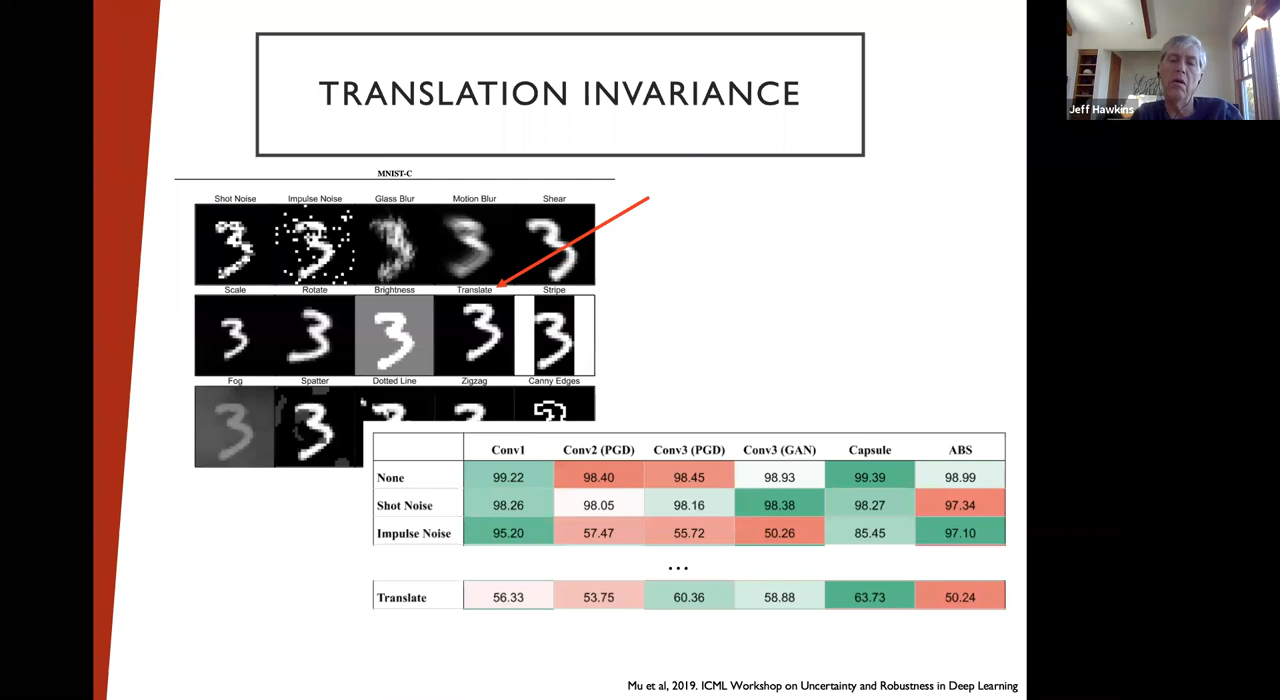 TRANSLATION INVARIANCE
Jeff Hawkins
MNIST-C
Shot Noise Impulse Noise Glass Blur Motion Blur Shear
Scale Rotate Brightness Translate Stripe
Fog Spatter Dotted Line Zigzag Canny Edges
Conv1 Conv2 (PGD) Conv3 (PGD) Conv3 (GAN) Capsule ABS
None 99.22 98.40 98.45 98.93 99.39 98.99
Shot Noise 98.26 98.05 98.16 98.38 98.27 97.34
Impulse Noise 95.20 57.47 55.72 50.26 85.45 97.10
...
Translate 56.33 53.75 60.36 58.88 63.73 50.24
Mu et al, 2019. ICML Workshop on Uncertainty and Robustness in Deep Learning